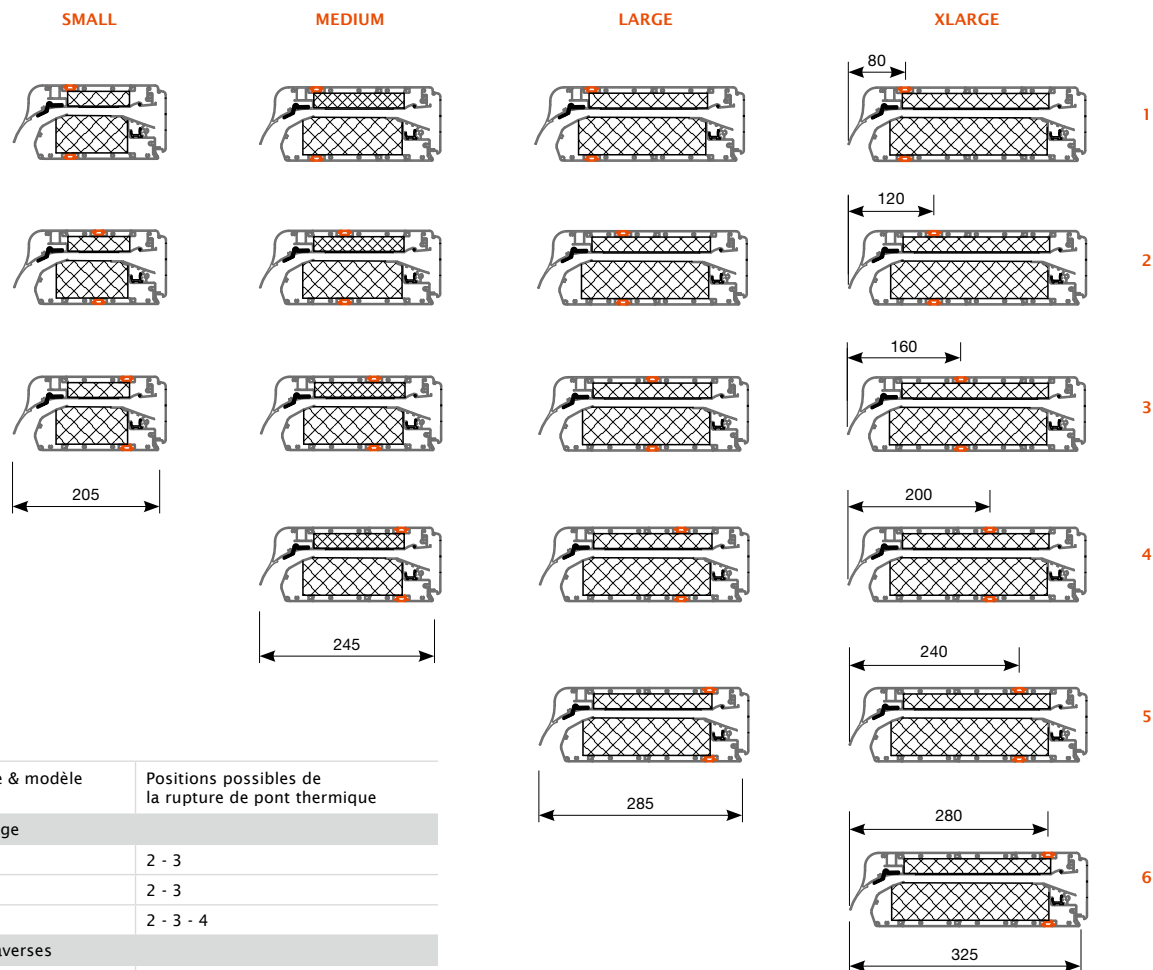 SMALL MEDIUM LARGE XLARGE
80
1
120
2
160
3
205
200
4
245
240
5
285
280
6
325
& modèle Positions possibles de
la rupture de pont thermique
2 - 3
2 - 3
2 - 3 - 4